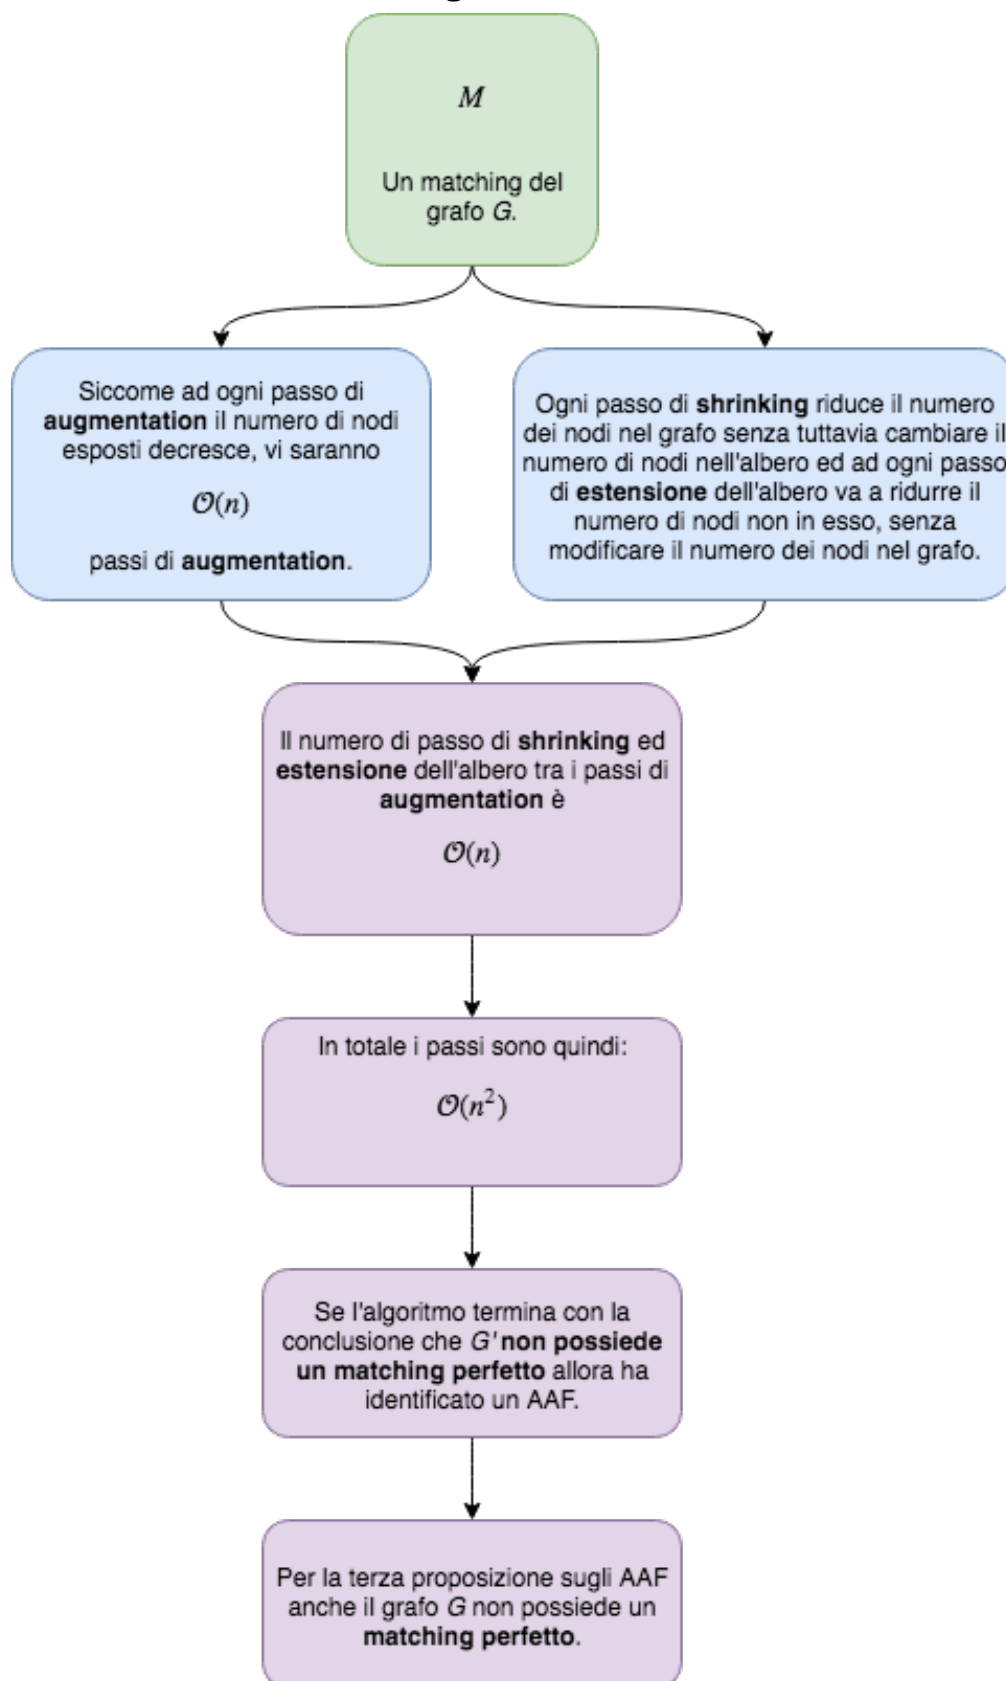 M
Un matching del
grafo G.
Siccome ad ogni passo di
augmentation il numero di nodi
esposti decresce, vi saranno
𝒪(n)
passi di augmentation.
Ogni passo di shrinking riduce il numero
dei nodi nel grafo senza tuttavia cambiare il
numero di nodi nell'albero ed ad ogni passo
di estensione dell'albero va a ridurre il
numero di nodi non in esso, senza
modificare il numero dei nodi nel grafo.
Il numero di passo di shrinking ed
estensione dell'albero tra i passi di
augmentation è
𝒪(n)
In totale i passi sono quindi:
𝒪(n²)
Se l'algoritmo termina con la
conclusione che G' non possiede
un matching perfetto allora ha
identificato un AAF.
Per la terza proposizione sugli AAF
anche il grafo G non possiede un
matching perfetto.